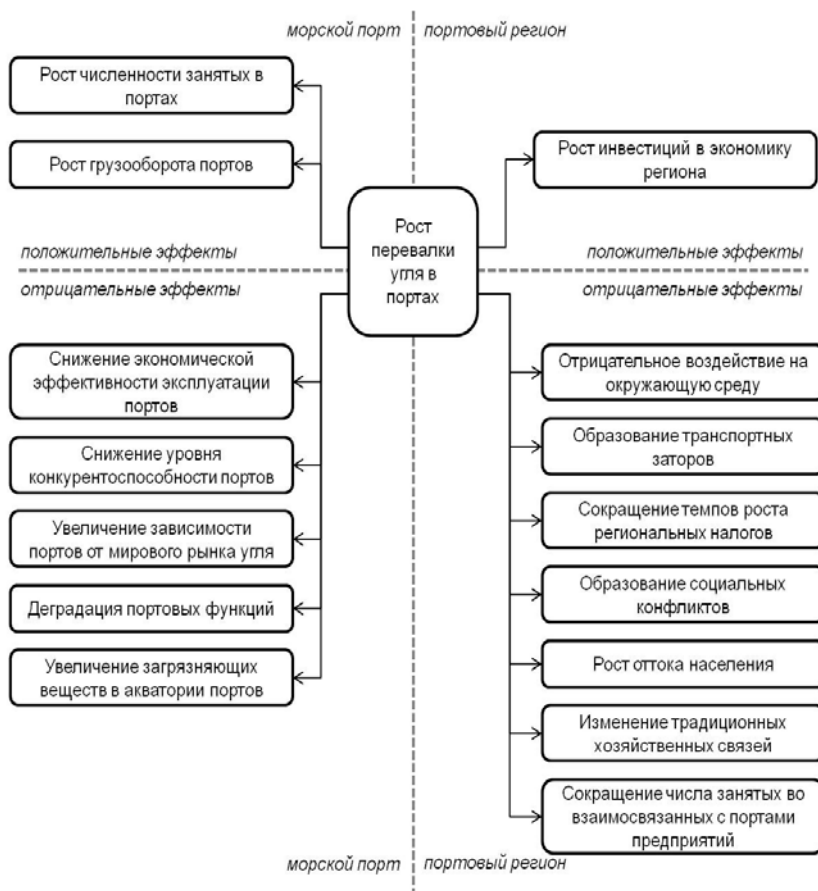 морской порт
портовый регион
Рост численности занятых в
портах
Рост грузооборота портов
Рост инвестиций в экономику
региона
Рост
перевалки
угля в
портах
положительные эффекты
положительные эффекты
отрицательные эффекты
отрицательные эффекты
Снижение экономической
эффективности эксплуатации
портов
Снижение уровня
конкурентоспособности портов
Увеличение зависимости
портов от мирового рынка угля
Деградация портовых функций
Увеличение загрязняющих
веществ в акватории портов
Отрицательное воздействие на
окружающую среду
Образование транспортных
заторов
Сокращение темпов роста
региональных налогов
Образование социальных
конфликтов
Рост оттока населения
Изменение традиционных
хозяйственных связей
Сокращение числа занятых во
взаимосвязанных с портами
предприятий
морской порт
портовый регион